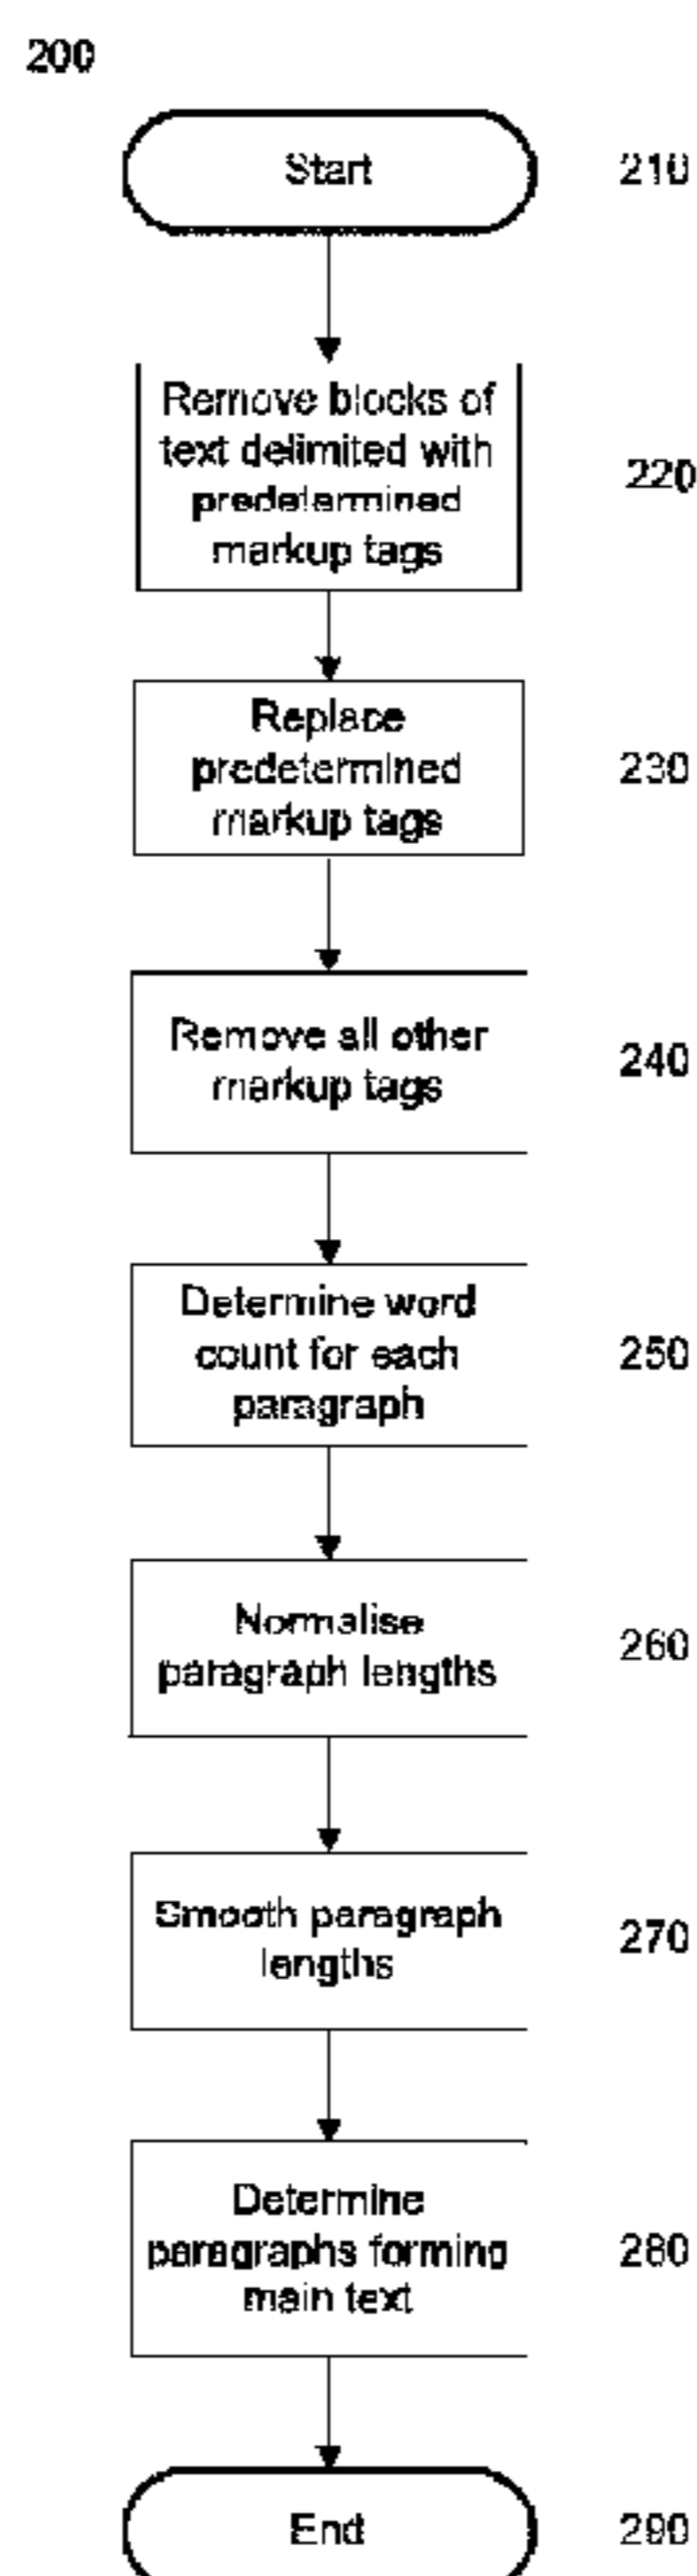 200
Start
210
Remove blocks of
text delimited with
predetermined
markup tags
220
Replace
predetermined
markup tags
230
Remove all other
markup tags
240
Determine word
count for each
paragraph
250
Normalise
paragraph lengths
260
Smooth paragraph
lengths
270
Determine
paragraphs forming
main text
280
End
290